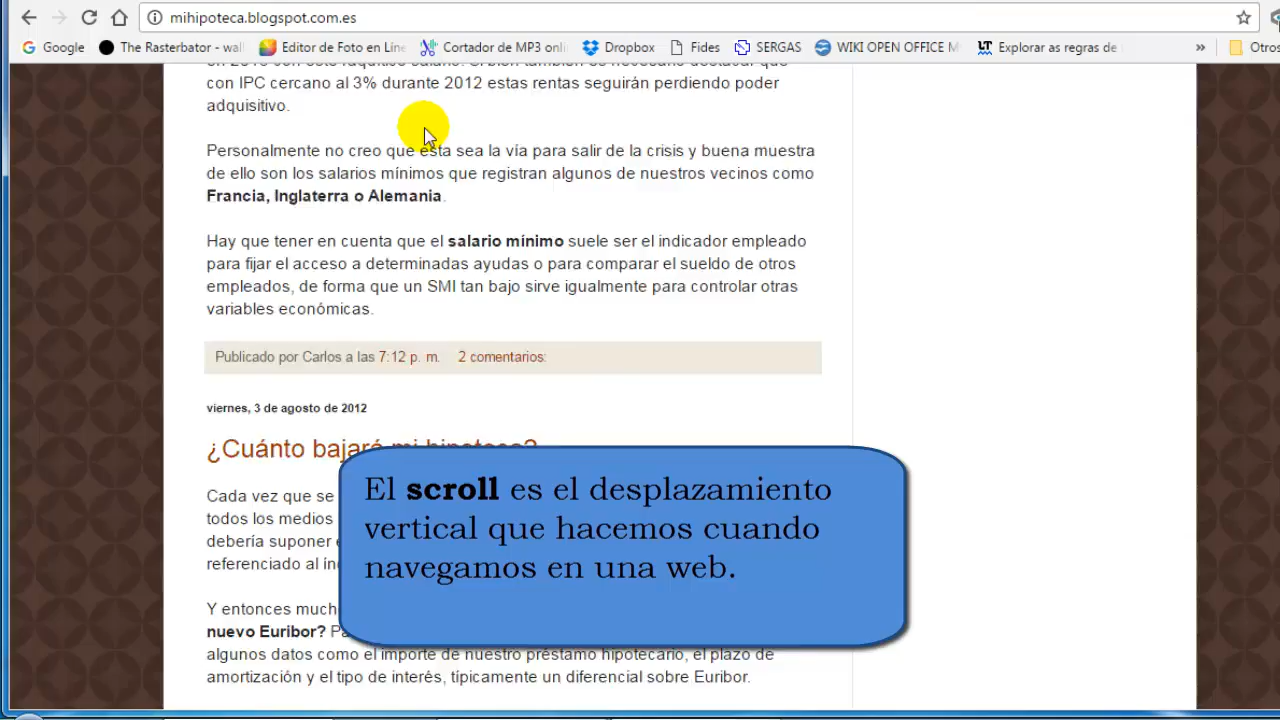 mihipoteca.blogspot.com.es
Google The Rasterbator - wal Editor de Foto en Líne Cortador de MP3 onli Dropbox Fides SERGAS WIKI OPEN OFFICE M LT Explorar as regras de » Otros
con IPC cercano al 3% durante 2012 estas rentas seguirán perdiendo poder
adquisitivo.
Personalmente no creo que esta sea la vía para salir de la crisis y buena muestra
de ello son los salarios mínimos que registran algunos de nuestros vecinos como
Francia, Inglaterra o Alemania.
Hay que tener en cuenta que el salario mínimo suele ser el indicador empleado
para fijar el acceso a determinadas ayudas o para comparar el sueldo de otros
empleados, de forma que un SMI tan bajo sirve igualmente para controlar otras
variables económicas.
Publicado por Carlos a las 7:12 p. m. 2 comentarios:
viernes, 3 de agosto de 2012
¿Cuánto bajará mi hipoteca?
Cada vez que se
todos los medios
debería suponer
referenciado al
El scroll es el desplazamiento
vertical que hacemos cuando
navegamos en una web.
Y entonces much
nuevo Euribor?
algunos datos como el importe de nuestro préstamo hipotecario, el plazo de
amortización y el tipo de interés, típicamente un diferencial sobre Euribor.